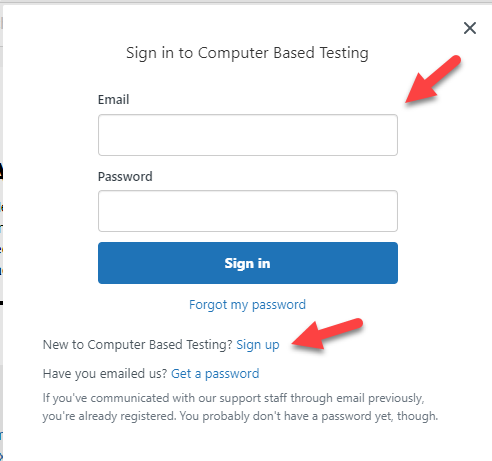 Sign in to Computer Based Testing
Email
Password
Sign in
Forgot my password
New to Computer Based Testing? Sign up
Have you emailed us? Get a password
If you've communicated with our support staff through email previously,
you're already registered. You probably don't have a password yet, though.